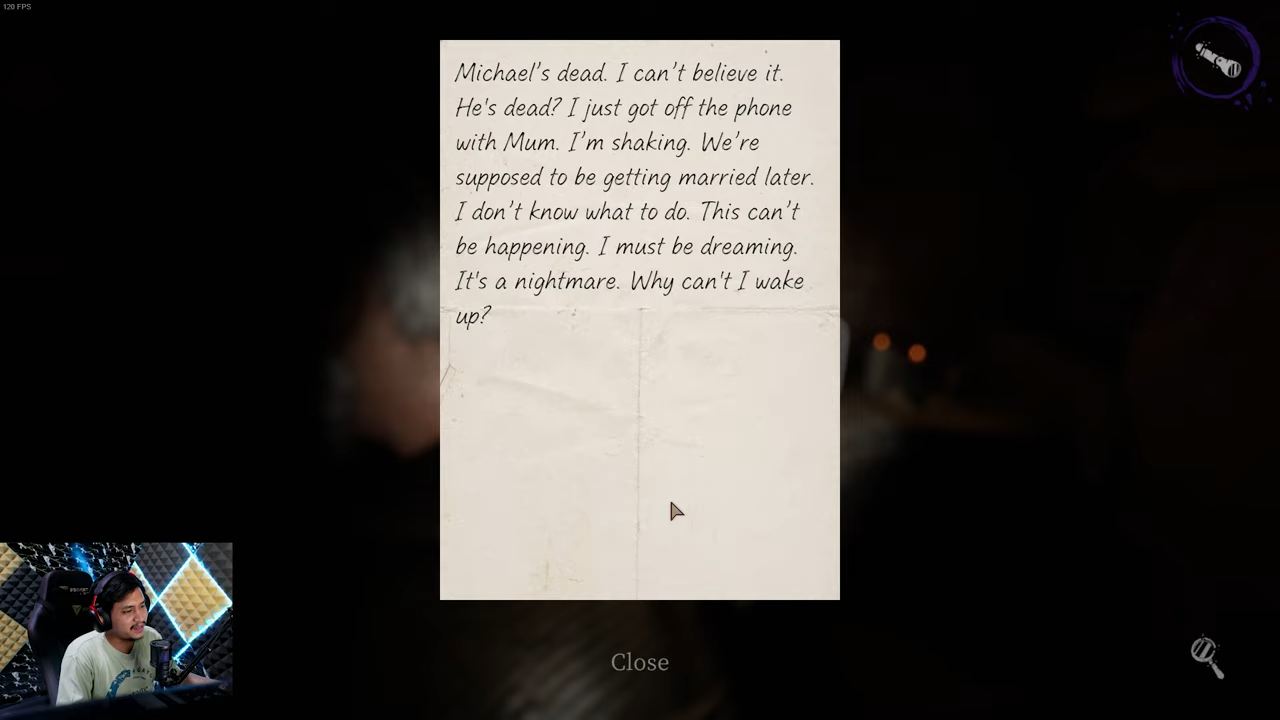 120 FPS
Michael's dead. I can't believe it.
He's dead? I just got off the phone
with Mum. I'm shaking. We're
supposed to be getting married later.
I don't know what to do. This can't
be happening. I must be dreaming.
It's a nightmare. Why can't I wake
up?
Close